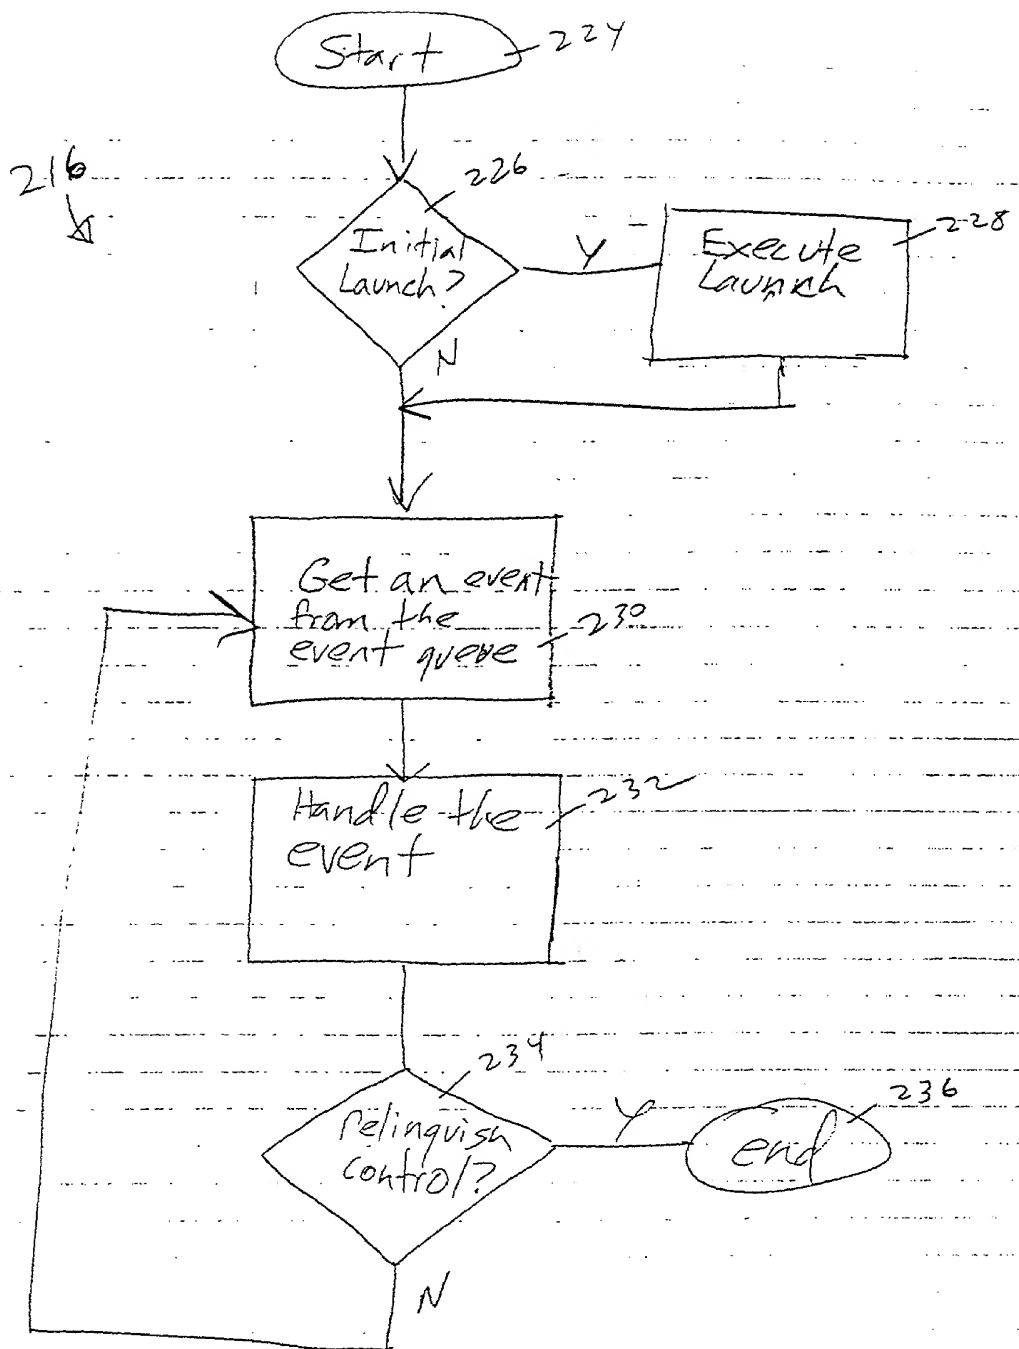 Start
224
216
226
Initial
Launch?
Y
Execute
Launch
228
N
Get an event
from the
event queue
230
Handle the
event
232
234
Relinquish
control?
Y
end
236
N